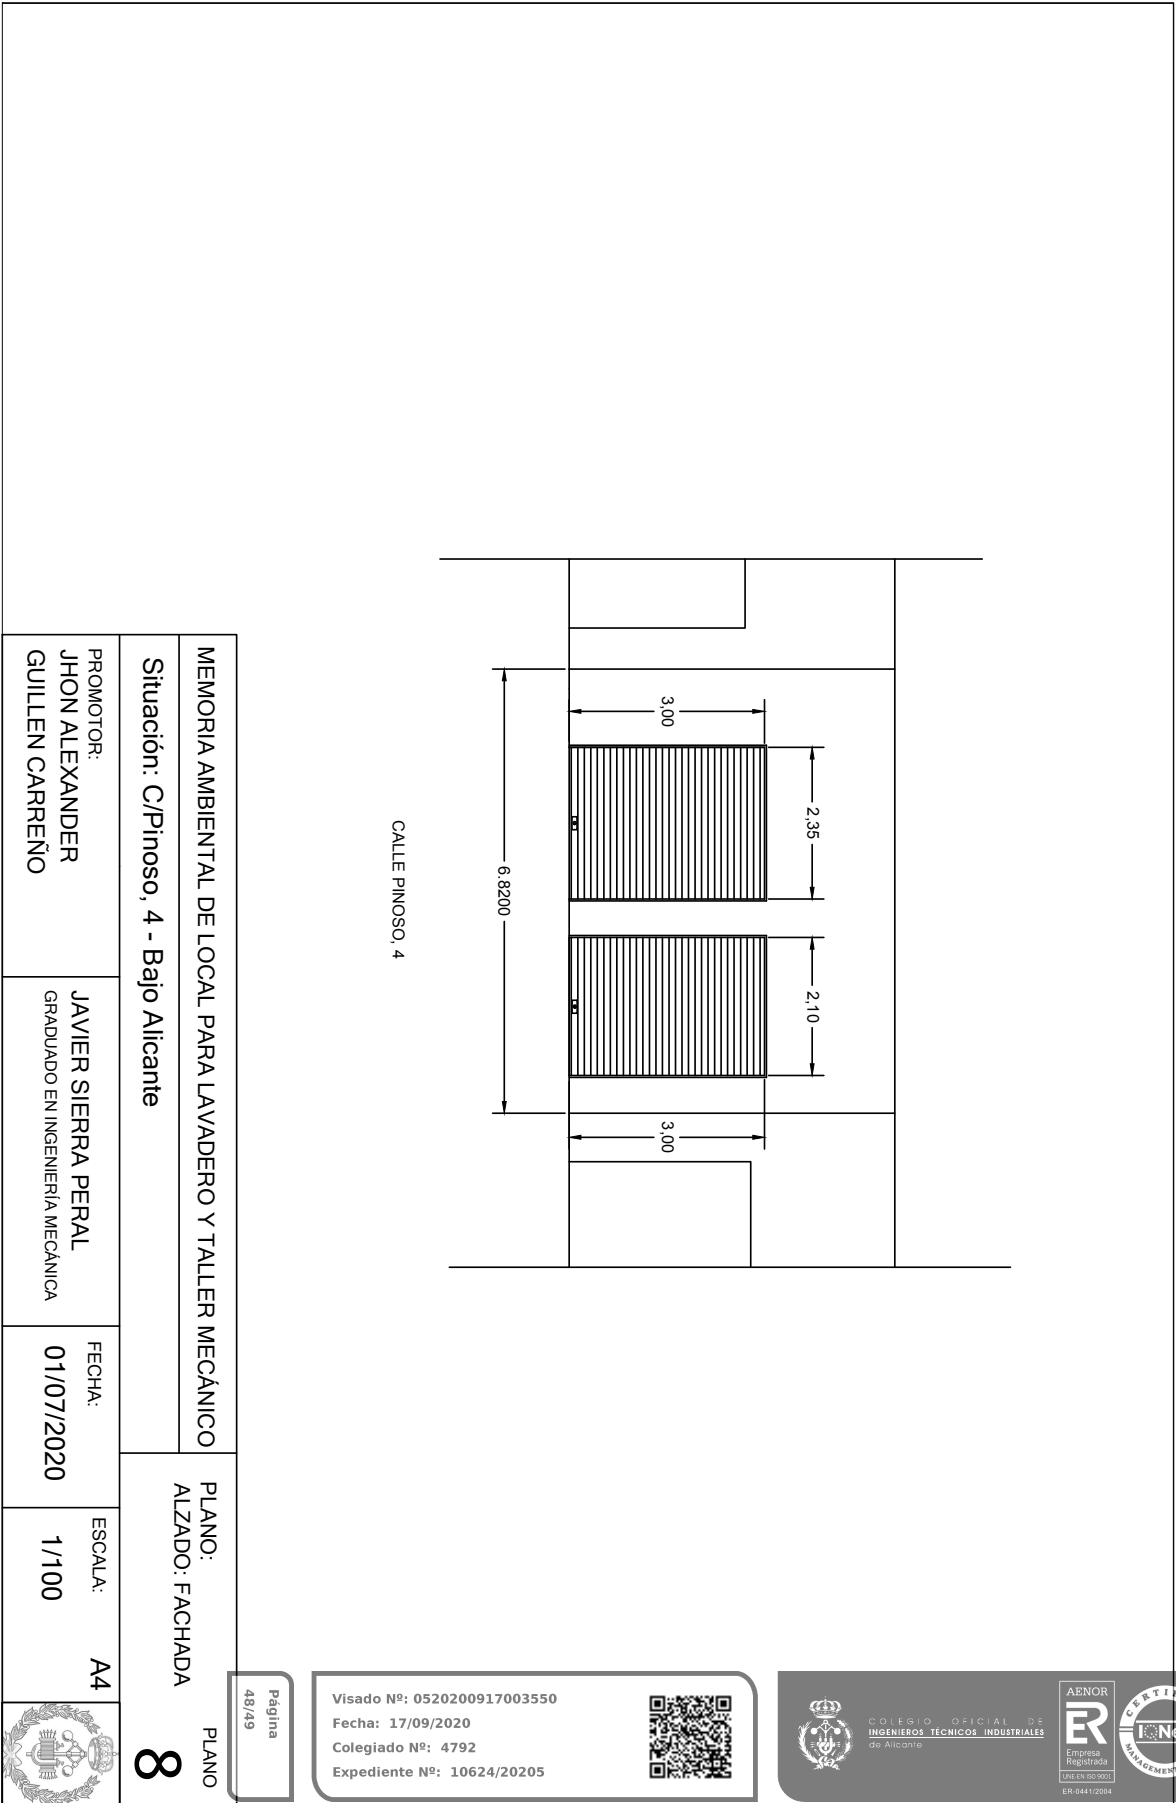 3,00
2,35
2,10
3,00
6.8200
CALLE PINOSO, 4
MEMORIA AMBIENTAL DE LOCAL PARA LAVADERO Y TALLER MECÁNICO
Situación: C/Pinoso, 4 - Bajo Alicante
PROMOTOR:
JHON ALEXANDER
GUILLEN CARREÑO
JAVIER SIERRA PERAL
GRADUADO EN INGENIERÍA MECÁNICA
FECHA:
01/07/2020
ESCALA:
1/100
A4
PLANO:
ALZADO: FACHADA
PLANO
8
Página
48/49
Visado Nº: 0520200917003550
Fecha: 17/09/2020
Colegiado Nº: 4792
Expediente Nº: 10624/20205
COLEGIO OFICIAL DE
INGENIEROS TÉCNICOS INDUSTRIALES
de Alicante
AENOR
ER
Empresa
Registrada
UNE-EN ISO 9001
ER-0441/2004
CERTI
IQNe
MANAGEMEN